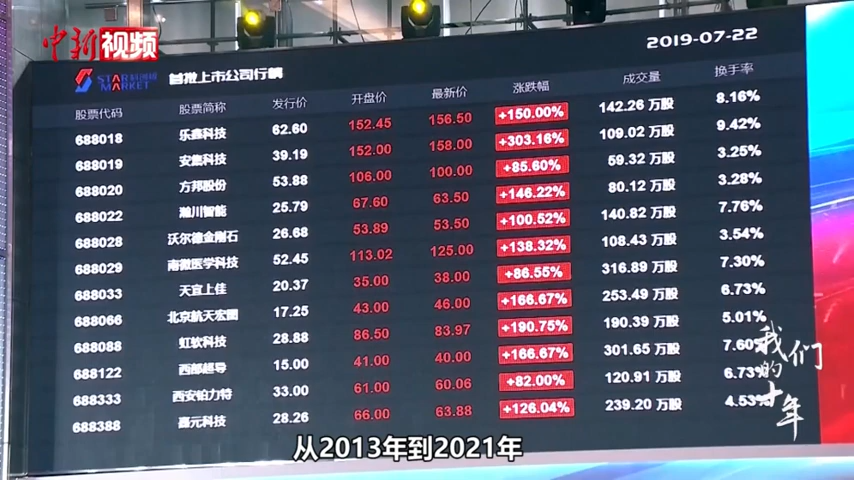 中新视频
2019-07-22
STAR科创板
MARKET
首批上市公司行情
股票代码 股票简称 发行价 开盘价 最新价 涨跌幅 成交量 换手率
688018 乐鑫科技 62.60 152.45 156.50 +150.00% 142.26 万股 8.16%
688019 安集科技 39.19 152.00 158.00 +303.16% 109.02 万股 9.42%
688020 方邦股份 53.88 106.00 100.00 +85.60% 59.32 万股 3.25%
688022 瀚川智能 25.79 67.60 63.50 +146.22% 80.12 万股 3.28%
688028 沃尔德金刚石 26.68 53.89 53.50 +100.52% 140.82 万股 7.76%
688029 南微医学科技 52.45 113.02 125.00 +138.32% 108.43 万股 3.54%
688033 天宜上佳 20.37 35.00 38.00 +86.55% 316.89 万股 7.30%
688066 北京航天宏图 17.25 43.00 46.00 +166.67% 253.49 万股 6.73%
688088 虹软科技 28.88 86.50 83.97 +190.75% 190.39 万股 5.01%
688122 西部超导 15.00 41.00 40.00 +166.67% 301.65 万股 7.60%
688333 西安铂力特 33.00 61.00 60.06 +82.00% 120.91 万股 6.73%
688388 嘉元科技 28.26 66.00 63.88 +126.04% 239.20 万股 4.53%
我们的十年
从2013年到2021年